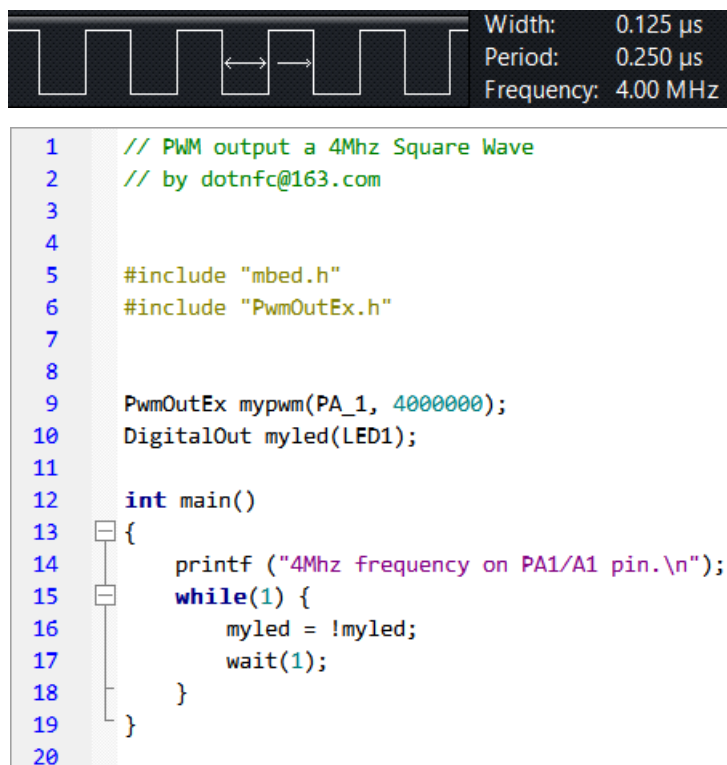 Width: 0.125 µs
Period: 0.250 µs
Frequency: 4.00 MHz
1 // PWM output a 4Mhz Square Wave
2 // by dotnfc@163.com
3
4
5 #include "mbed.h"
6 #include "PwmOutEx.h"
7
8
9 PwmOutEx mypwm(PA_1, 4000000);
10 DigitalOut myled(LED1);
11
12 int main()
13 {
14 printf ("4Mhz frequency on PA1/A1 pin.\n");
15 while(1) {
16 myled = !myled;
17 wait(1);
18 }
19 }
20